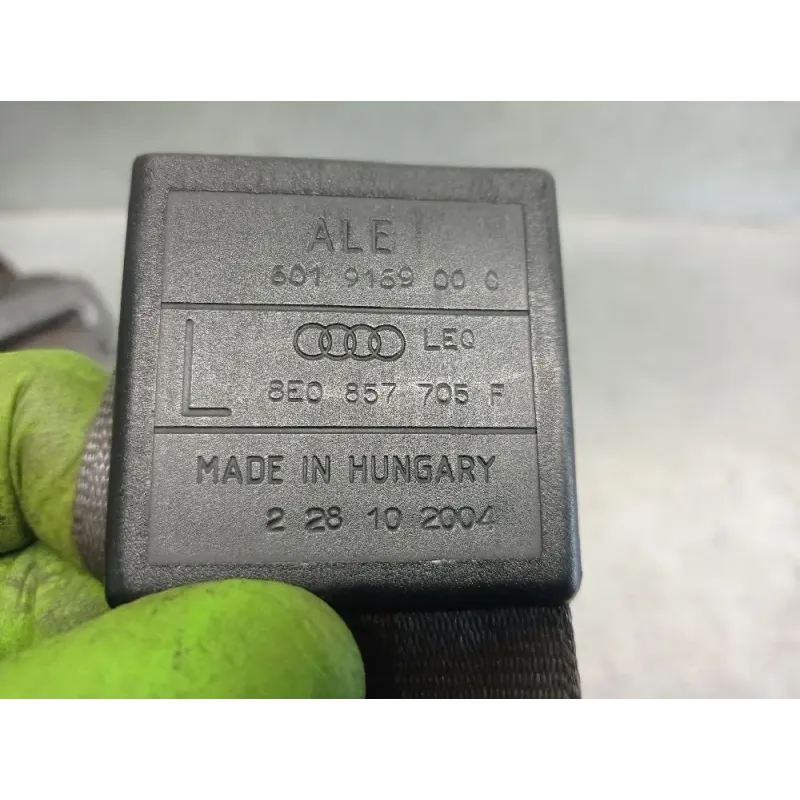 ALE
601 9169 00 C
L
LEQ
8E0 857 705 F
MADE IN HUNGARY
2 28 10 2004